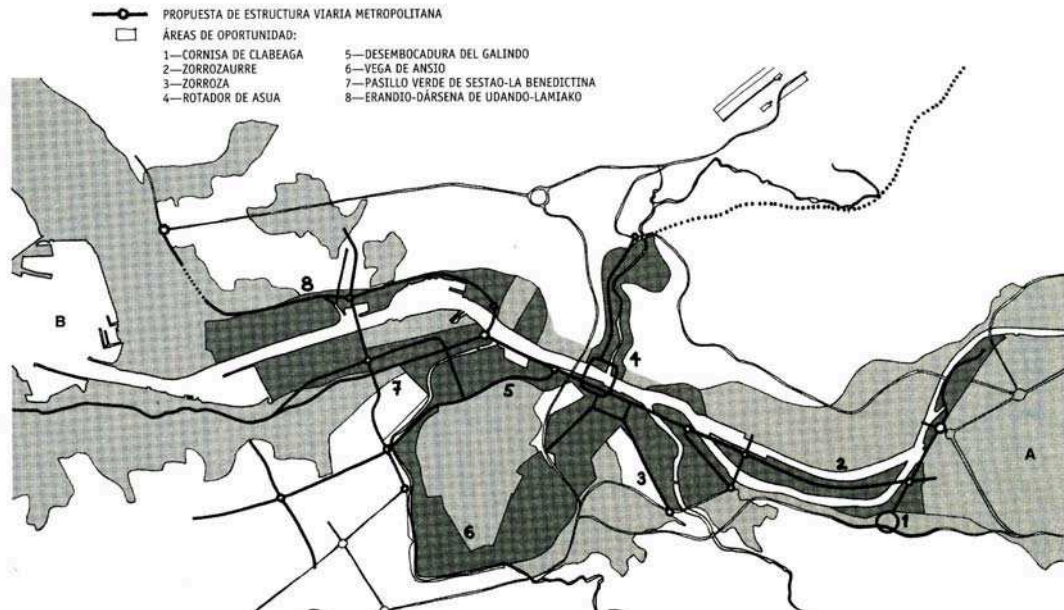 PROPUESTA DE ESTRUCTURA VIARIA METROPOLITANA
ÁREAS DE OPORTUNIDAD:
1—CORNISA DE CLABEAGA
2—ZORROZAURRE
3—ZORROZA
4—ROTADOR DE ASUA
5—DESEMBOCADURA DEL GALINDO
6—VEGA DE ANSIO
7—PASILLO VERDE DE SESTAO-LA BENEDICTINA
8—ERANDIO-DÁRSENA DE UDANDO-LAMIAKO
8
B
4
7
5
2
A
3
1
6